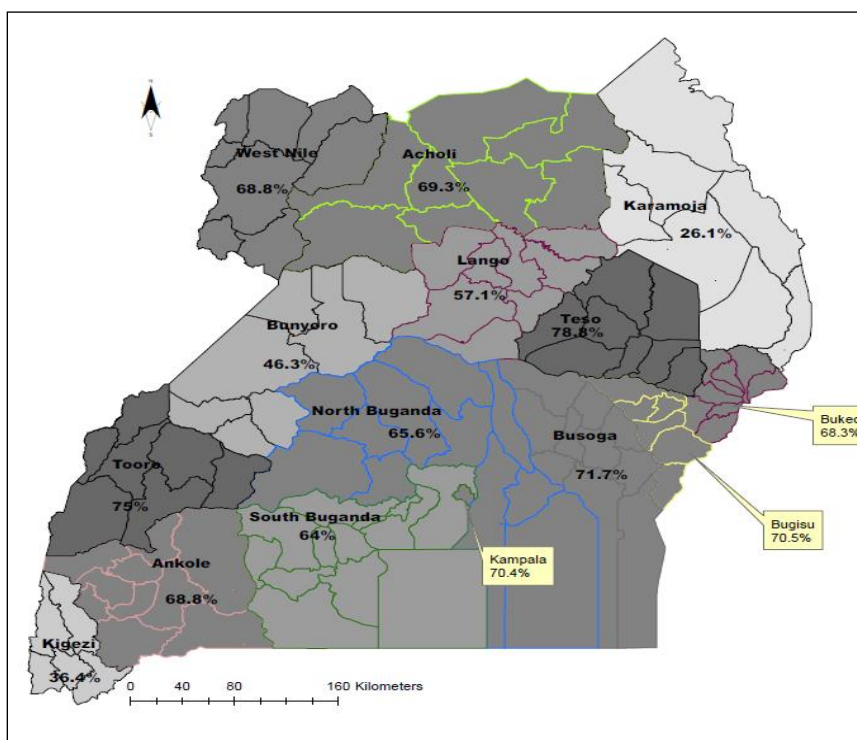 N
S
West Nile
68.8%
Acholi
69.3%
Karamoja
26.1%
Lango
57.1%
Teso
78.8%
Bunyoro
46.3%
North Buganda
65.6%
Busoga
71.7%
Buked
68.3%
Tooro
75%
South Buganda
64%
Bugisu
70.5%
Kampala
70.4%
Ankole
68.8%
Kigezi
36.4%
0 40 80 160 Kilometers